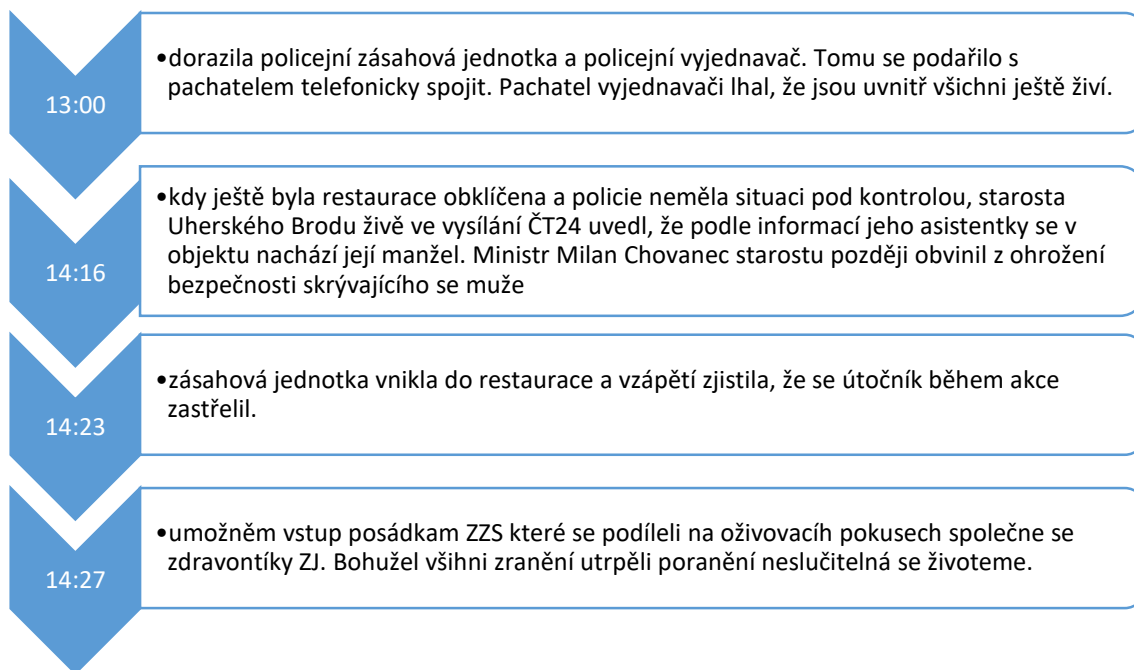 13:00
•dorazila policejní zásahová jednotka a policejní vyjednavač. Tomu se podařilo s
pachatelem telefonicky spojit. Pachatel vyjednavači lhal, že jsou uvnitř všichni ještě živí.
14:16
•kdy ještě byla restaurace obklíčena a policie neměla situaci pod kontrolou, starosta
Uherského Brodu živě ve vysílání ČT24 uvedl, že podle informací jeho asistentky se v
objektu nachází její manžel. Ministr Milan Chovanec starostu později obvinil z ohrožení
bezpečnosti skrývajícího se muže
14:23
•zásahová jednotka vnikla do restaurace a vzápětí zjistila, že se útočník během akce
zastřelil.
14:27
•umožněm vstup posádkam ZZS které se podíleli na oživovacíh pokusech společne se
zdravontíky ZJ. Bohužel všihni zranění utrpěli poranění neslučitelná se životeme.